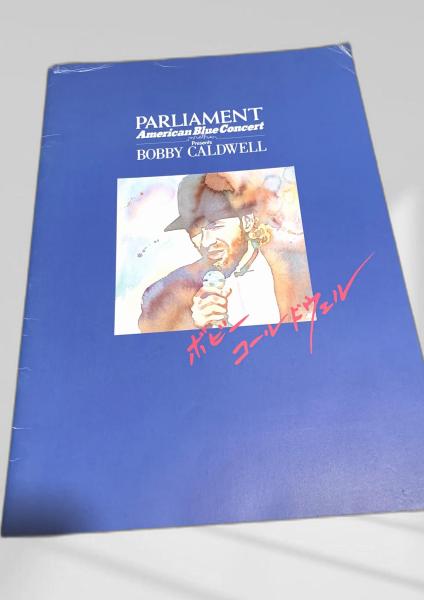 PARLIAMENT
American Blue Concert
Presents
BOBBY CALDWELL
ボビー
コールドウェル